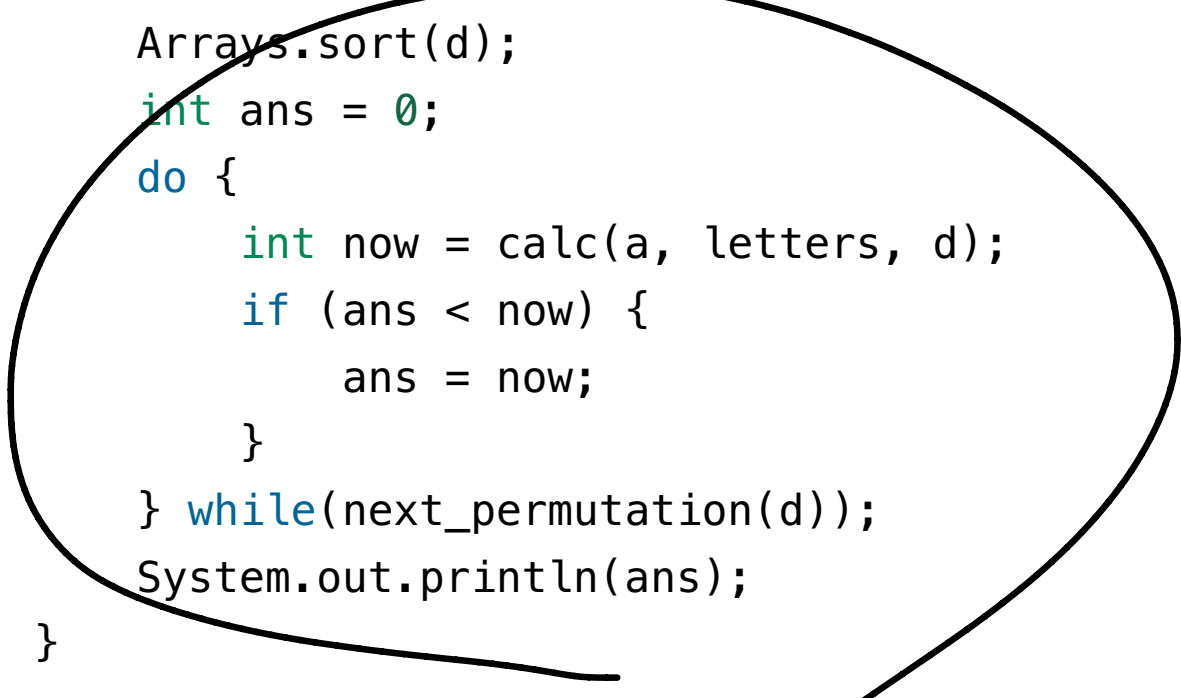 Arrays.sort(d);
int ans = 0;
do {
int now = calc(a, letters, d);
if (ans < now) {
ans = now;
}
} while(next_permutation(d));
System.out.println(ans);
}